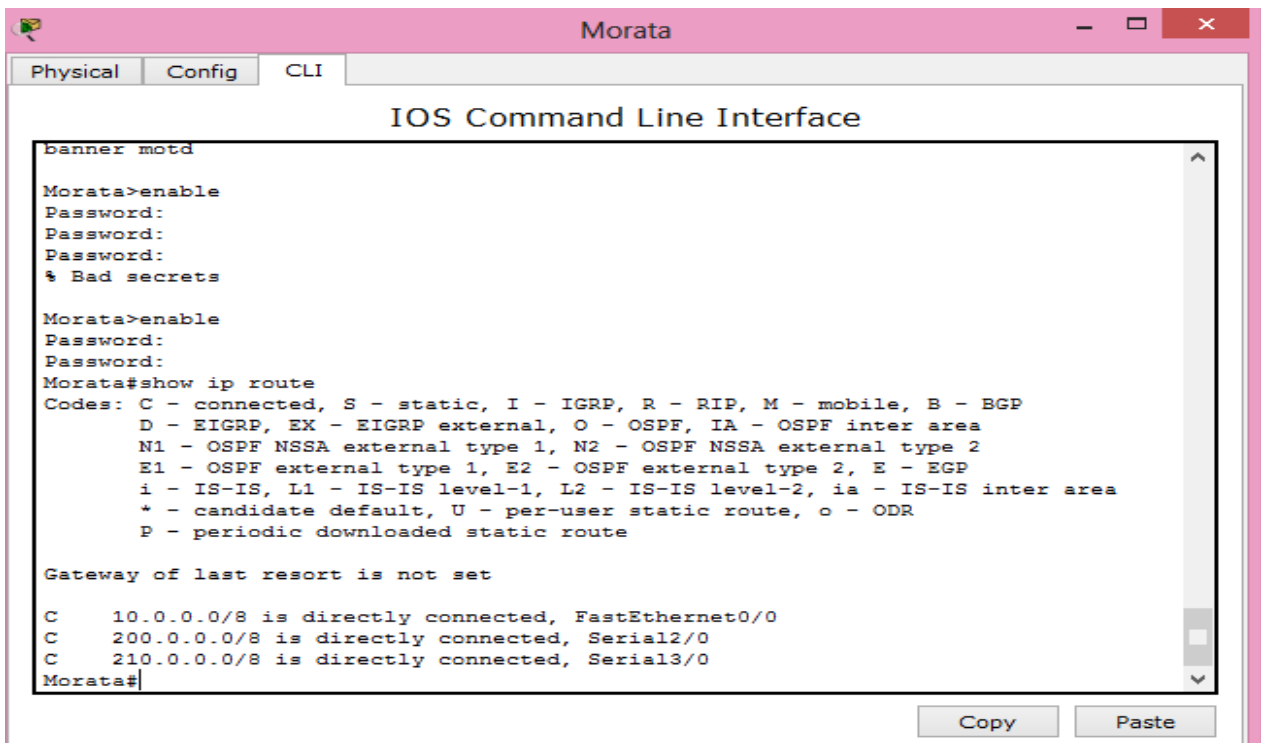 Morata
Physical Config CLI
IOS Command Line Interface
banner motd
Morata>enable
Password:
Password:
Password:
% Bad secrets
Morata>enable
Password:
Password:
Morata#show ip route
Codes: C - connected, S - static, I - IGRP, R - RIP, M - mobile, B - BGP
D - EIGRP, EX - EIGRP external, O - OSPF, IA - OSPF inter area
N1 - OSPF NSSA external type 1, N2 - OSPF NSSA external type 2
E1 - OSPF external type 1, E2 - OSPF external type 2, E - EGP
i - IS-IS, L1 - IS-IS level-1, L2 - IS-IS level-2, ia - IS-IS inter area
* - candidate default, U - per-user static route, o - ODR
P - periodic downloaded static route
Gateway of last resort is not set
C 10.0.0.0/8 is directly connected, FastEthernet0/0
C 200.0.0.0/8 is directly connected, Serial2/0
C 210.0.0.0/8 is directly connected, Serial3/0
Morata#
Copy Paste